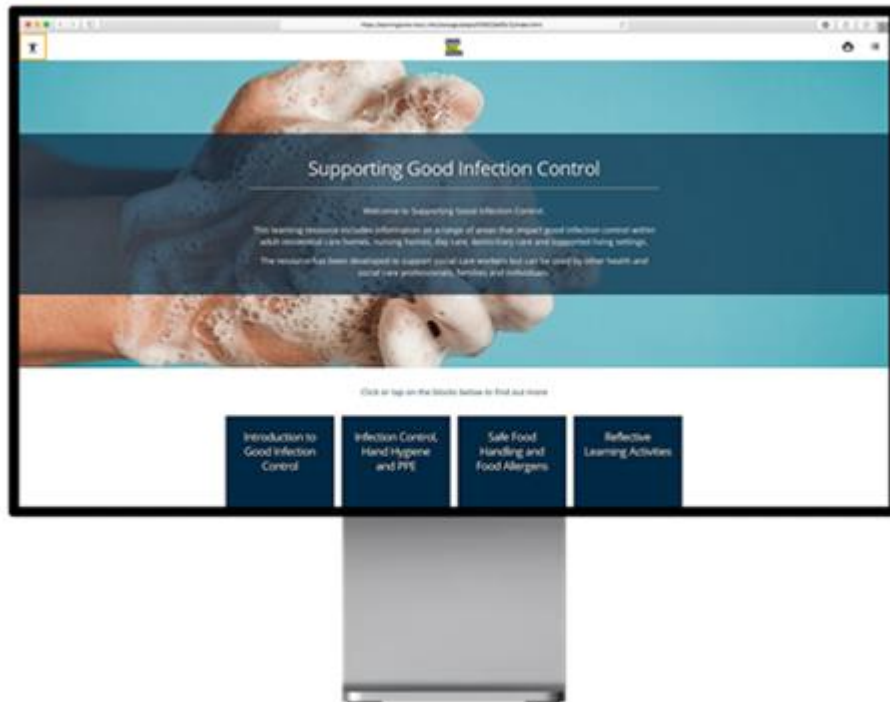 Supporting Good Infection Control
Welcome to Supporting Good Infection Control.
This learning resource includes information on a range of areas that impact good infection control within
adult residential care homes, nursing homes, day care, domiciliary care and supported living settings.
The resource has been developed to support social care workers but can be used by other health and
social care professionals, families and individuals.
Click or tap on the blocks below to find out more
Introduction to
Good Infection
Control
Infection Control,
Hand Hygiene
and PPE
Safe Food
Handling and
Food Allergens
Reflective
Learning Activities